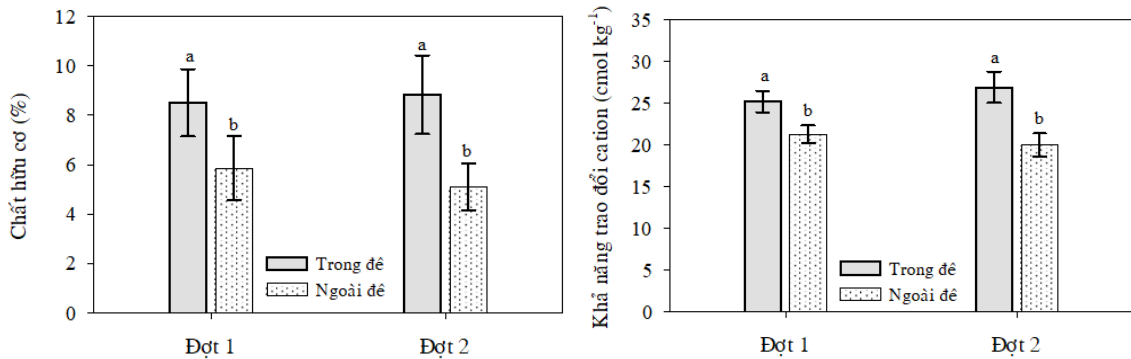 Chất hữu cơ (%)
12
10
8
6
4
2
0
a
b
a
b
Trong đê
Ngoài đê
Đợt 1
Đợt 2
Khả năng trao đổi cation (cmol kg⁻¹)
35
30
25
20
15
10
5
0
a
b
a
b
Trong đê
Ngoài đê
Đợt 1
Đợt 2